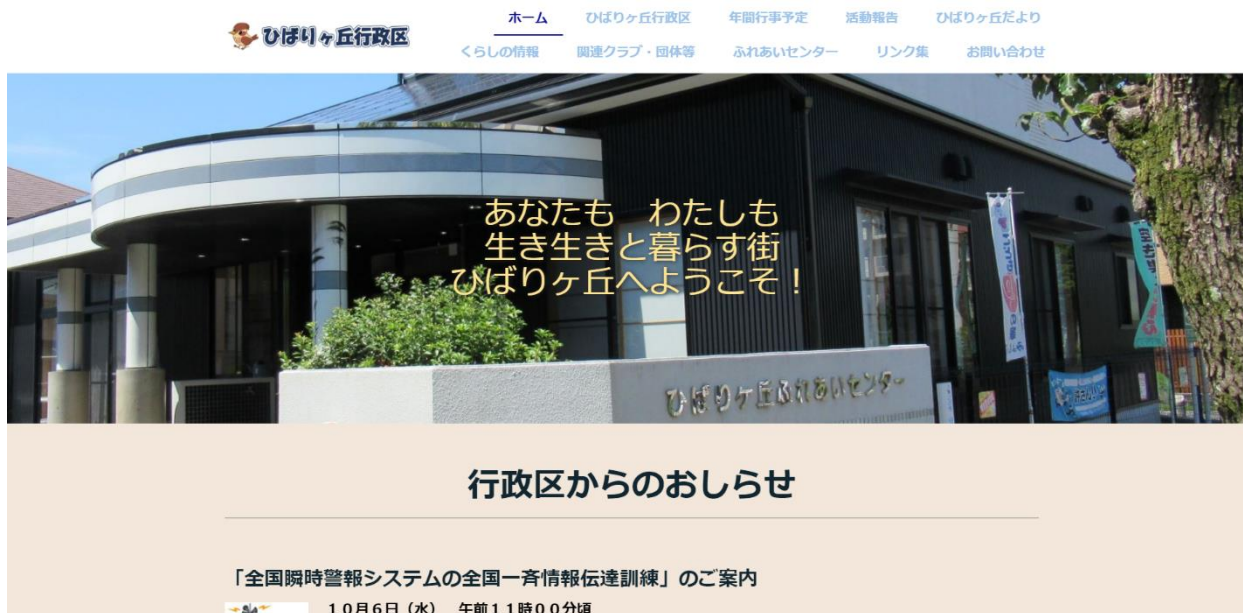 ひばりヶ丘行政区
ホーム ひばりヶ丘行政区 年間行事予定 活動報告 ひばりヶ丘だより
くらしの情報 関連クラブ・団体等 ふれあいセンター リンク集 お問い合わせ
あなたも　わたしも
生き生きと暮らす街
ひばりヶ丘へようこそ！
ひばりケ丘ふれあいセンター
行政区からのおしらせ
「全国瞬時警報システムの全国一斉情報伝達訓練」のご案内
１０月６日（水）　午前１１時００分頃